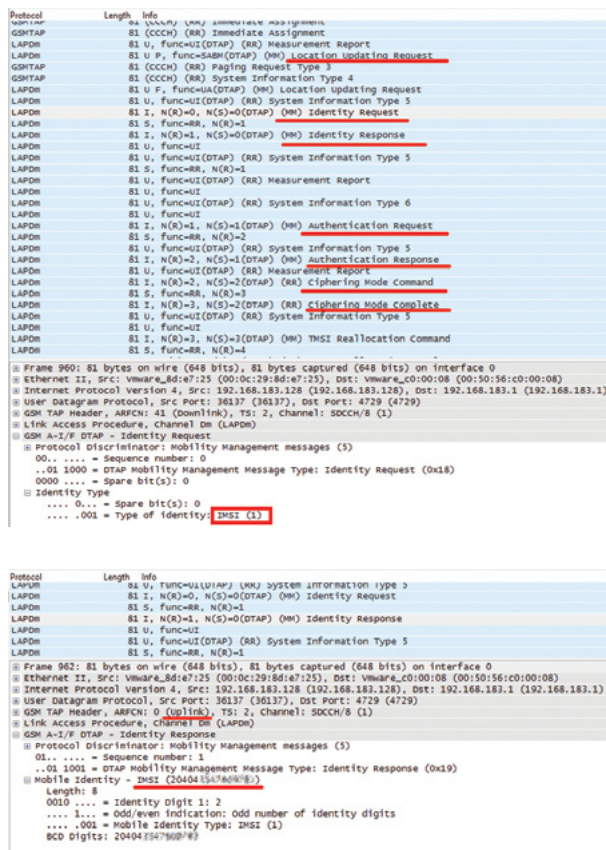 Protocol Length Info
GSMTAP 81 (CCCH) (RR) Immediate Assignment
GSMTAP 81 (CCCH) (RR) Immediate Assignment
LAPDm 81 U, func=UI(DTAP) (RR) Measurement Report
LAPDm 81 U P, func=SABM(DTAP) (MM) Location Updating Request
GSMTAP 81 (CCCH) (RR) Paging Request Type 3
GSMTAP 81 (CCCH) (RR) System Information Type 4
LAPDm 81 U F, func=UA(DTAP) (MM) Location Updating Request
LAPDm 81 U, func=UI(DTAP) (RR) System Information Type 5
LAPDm 81 I, N(R)=0, N(S)=0(DTAP) (MM) Identity Request
LAPDm 81 S, func=RR, N(R)=1
LAPDm 81 I, N(R)=1, N(S)=0(DTAP) (MM) Identity Response
LAPDm 81 U, func=UI
LAPDm 81 U, func=UI(DTAP) (RR) System Information Type 5
LAPDm 81 S, func=RR, N(R)=1
LAPDm 81 U, func=UI(DTAP) (RR) Measurement Report
LAPDm 81 U, func=UI
LAPDm 81 U, func=UI(DTAP) (RR) System Information Type 6
LAPDm 81 U, func=UI
LAPDm 81 I, N(R)=1, N(S)=1(DTAP) (MM) Authentication Request
LAPDm 81 S, func=RR, N(R)=2
LAPDm 81 U, func=UI(DTAP) (RR) System Information Type 5
LAPDm 81 I, N(R)=2, N(S)=1(DTAP) (MM) Authentication Response
LAPDm 81 U, func=UI(DTAP) (RR) Measurement Report
LAPDm 81 I, N(R)=2, N(S)=2(DTAP) (RR) Ciphering Mode Command
LAPDm 81 S, func=RR, N(R)=3
LAPDm 81 I, N(R)=3, N(S)=2(DTAP) (RR) Ciphering Mode Complete
LAPDm 81 U, func=UI(DTAP) (RR) System Information Type 5
LAPDm 81 U, func=UI
LAPDm 81 I, N(R)=3, N(S)=3(DTAP) (MM) TMSI Reallocation Command
LAPDm 81 S, func=RR, N(R)=4
Frame 960: 81 bytes on wire (648 bits), 81 bytes captured (648 bits) on interface 0
Ethernet II, Src: Vmware_8d:e7:25 (00:0c:29:8d:e7:25), Dst: Vmware_c0:00:08 (00:50:56:c0:00:08)
Internet Protocol Version 4, Src: 192.168.183.128 (192.168.183.128), Dst: 192.168.183.1 (192.168.183.1)
User Datagram Protocol, Src Port: 36137 (36137), Dst Port: 4729 (4729)
GSM TAP Header, ARFCN: 41 (Downlink), TS: 2, Channel: SDCCH/8 (1)
Link Access Procedure, Channel Dm (LAPDm)
GSM A-I/F DTAP - Identity Request
Protocol Discriminator: Mobility Management messages (5)
00.. .... = Sequence number: 0
..01 1000 = DTAP Mobility Management Message Type: Identity Request (0x18)
0000 .... = Spare bit(s): 0
Identity Type
.... 0... = Spare bit(s): 0
.... .001 = Type of identity: IMSI (1)
Protocol Length Info
LAPDm 81 U, func=UI(DTAP) (RR) System Information Type 5
LAPDm 81 I, N(R)=0, N(S)=0(DTAP) (MM) Identity Request
LAPDm 81 S, func=RR, N(R)=1
LAPDm 81 I, N(R)=1, N(S)=0(DTAP) (MM) Identity Response
LAPDm 81 U, func=UI
LAPDm 81 U, func=UI(DTAP) (RR) System Information Type 5
LAPDm 81 S, func=RR, N(R)=1
Frame 962: 81 bytes on wire (648 bits), 81 bytes captured (648 bits) on interface 0
Ethernet II, Src: Vmware_8d:e7:25 (00:0c:29:8d:e7:25), Dst: Vmware_c0:00:08 (00:50:56:c0:00:08)
Internet Protocol Version 4, Src: 192.168.183.128 (192.168.183.128), Dst: 192.168.183.1 (192.168.183.1)
User Datagram Protocol, Src Port: 36137 (36137), Dst Port: 4729 (4729)
GSM TAP Header, ARFCN: 0 (Uplink), TS: 2, Channel: SDCCH/8 (1)
Link Access Procedure, Channel Dm (LAPDm)
GSM A-I/F DTAP - Identity Response
Protocol Discriminator: Mobility Management messages (5)
01.. .... = Sequence number: 1
..01 1001 = DTAP Mobility Management Message Type: Identity Response (0x19)
Mobile Identity - IMSI (20404
Length: 8
0010 .... = Identity Digit 1: 2
.... 1... = Odd/even indication: Odd number of identity digits
.... .001 = Mobile Identity Type: IMSI (1)
BCD Digits: 20404